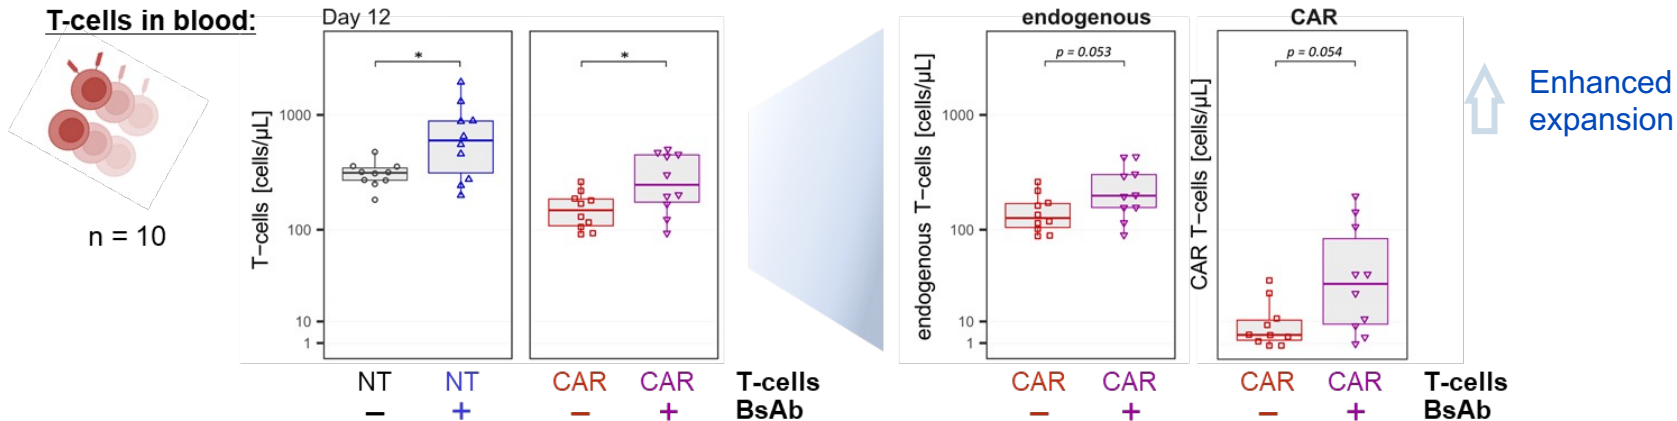 T-cells in blood:
n = 10
Day 12
*
*
T−cells [cells/µL]
1000
100
10
1
NT NT CAR CAR T-cells
− + − + BsAb
endogenous CAR
p = 0.053
p = 0.054
endogenous T−cells [cells/µL]
1000
100
10
1
CAR T−cells [cells/µL]
CAR CAR CAR CAR T-cells
− + − + BsAb
Enhanced
expansion